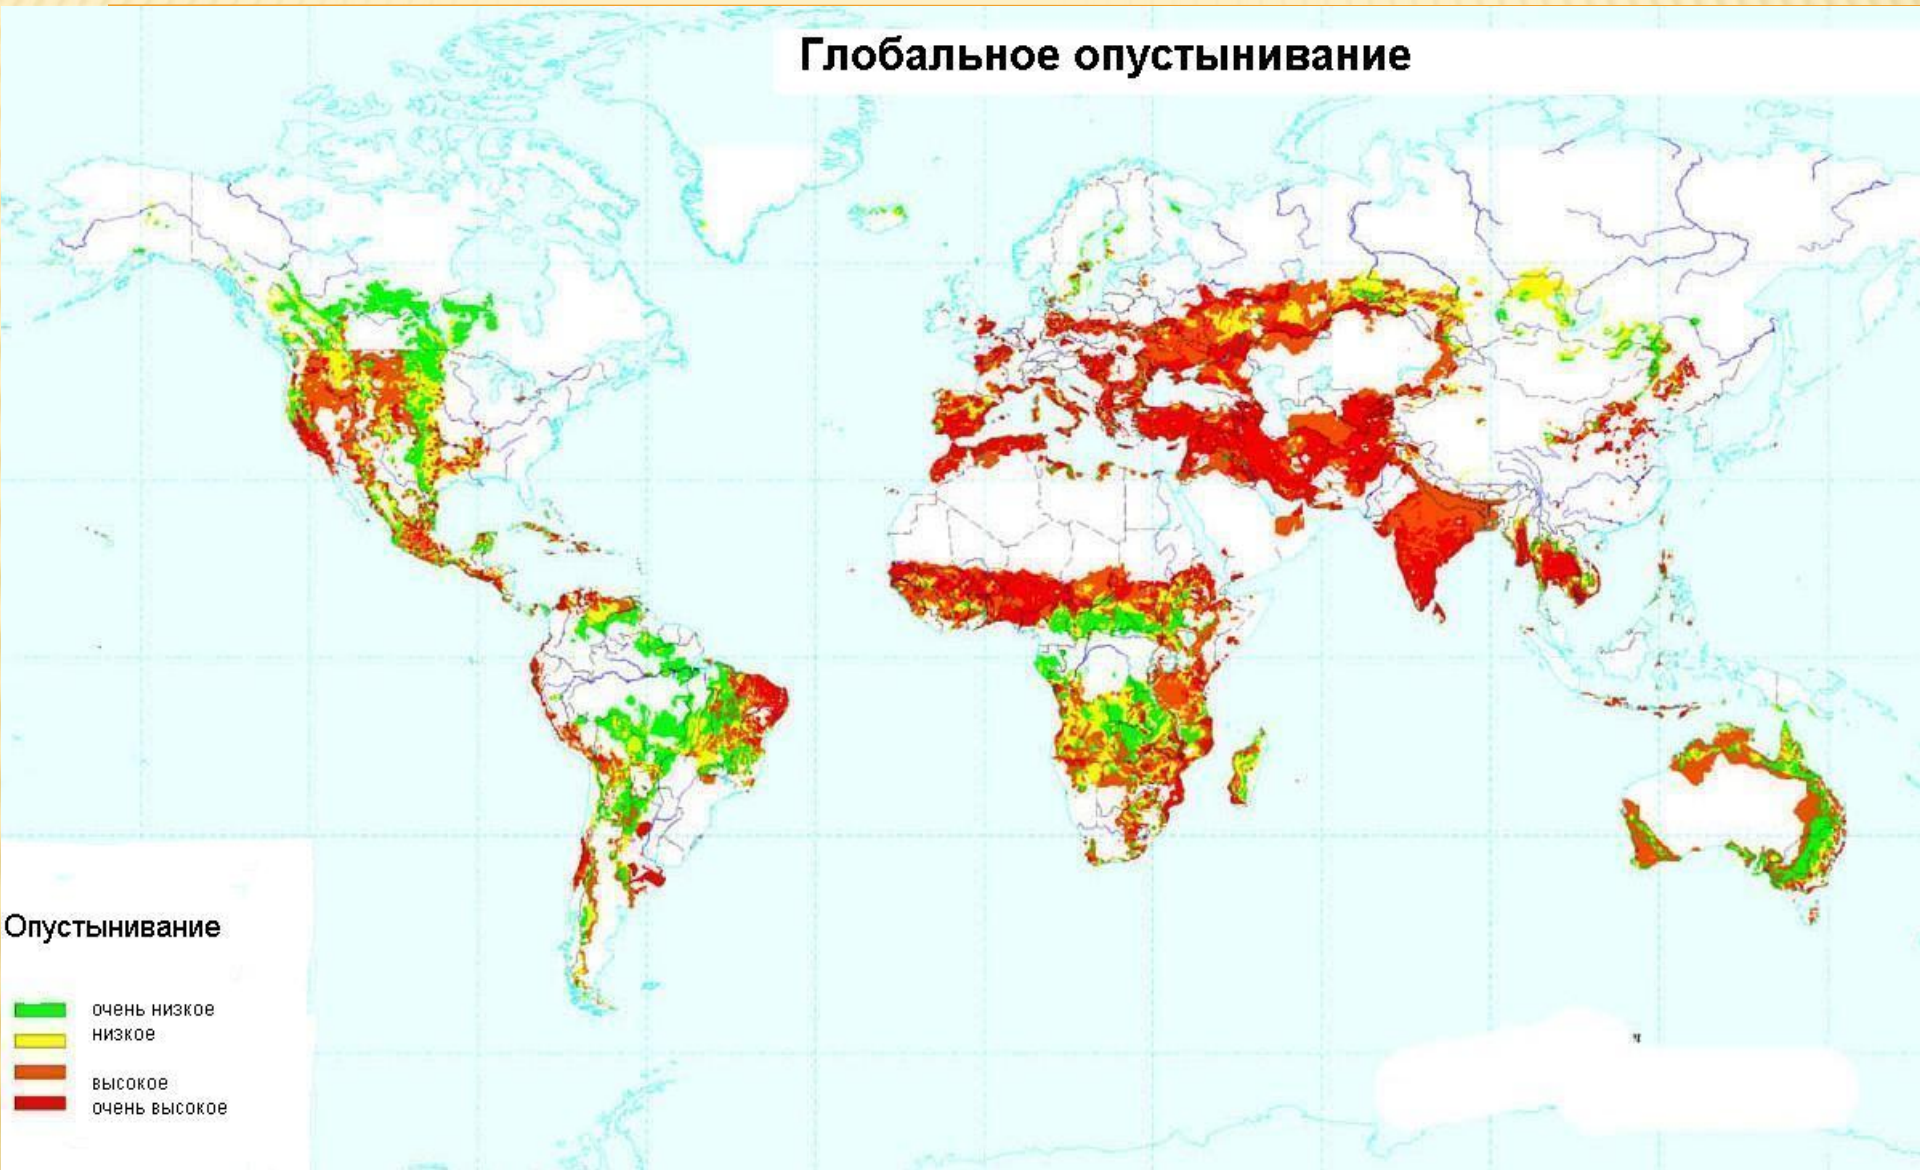 Глобальное опустынивание
Опустынивание
очень низкое
низкое
высокое
очень высокое